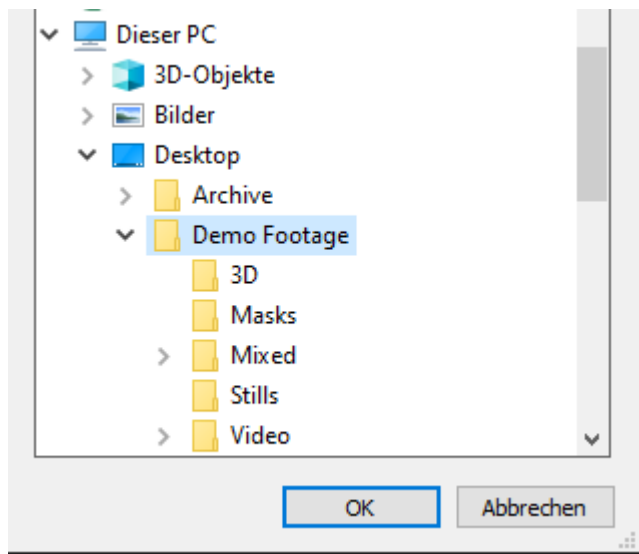 Dieser PC
3D-Objekte
Bilder
Desktop
Archive
Demo Footage
3D
Masks
Mixed
Stills
Video
OK Abbrechen